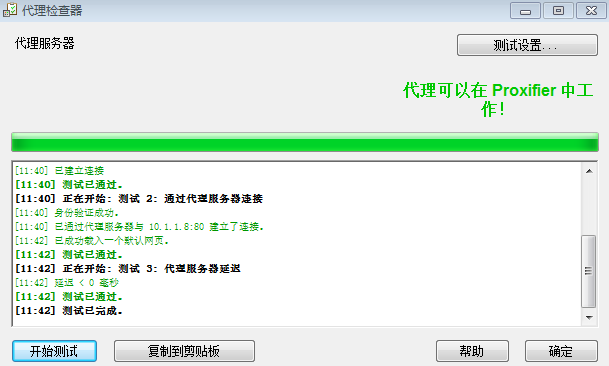 代理检查器
代理服务器
测试设置...
代理可以在 Proxifier 中工
作!
[11:40] 已建立连接
[11:40] 测试已通过。
[11:40] 正在开始: 测试 2: 通过代理服务器连接
[11:40] 身份验证成功。
[11:40] 已通过代理服务器与 10.1.1.8:80 建立了连接。
[11:42] 已成功载入一个默认网页。
[11:42] 测试已通过。
[11:42] 正在开始: 测试 3: 代理服务器延迟
[11:42] 延迟 < 0 毫秒
[11:42] 测试已通过。
[11:42] 测试已完成。
开始测试
复制到剪贴板
帮助
确定